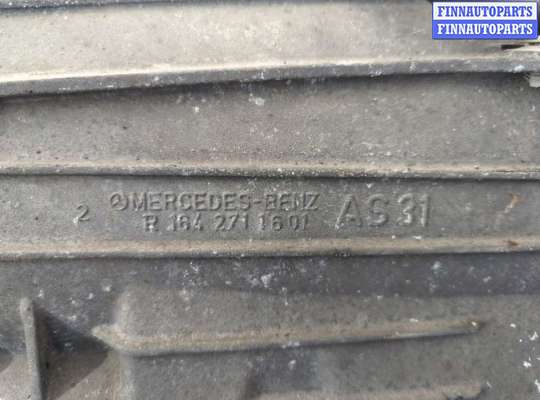 FINNAUTOPARTS
FINNAUTOPARTS
2 MERCEDES-BENZ AS 31
R 164 271 16 01